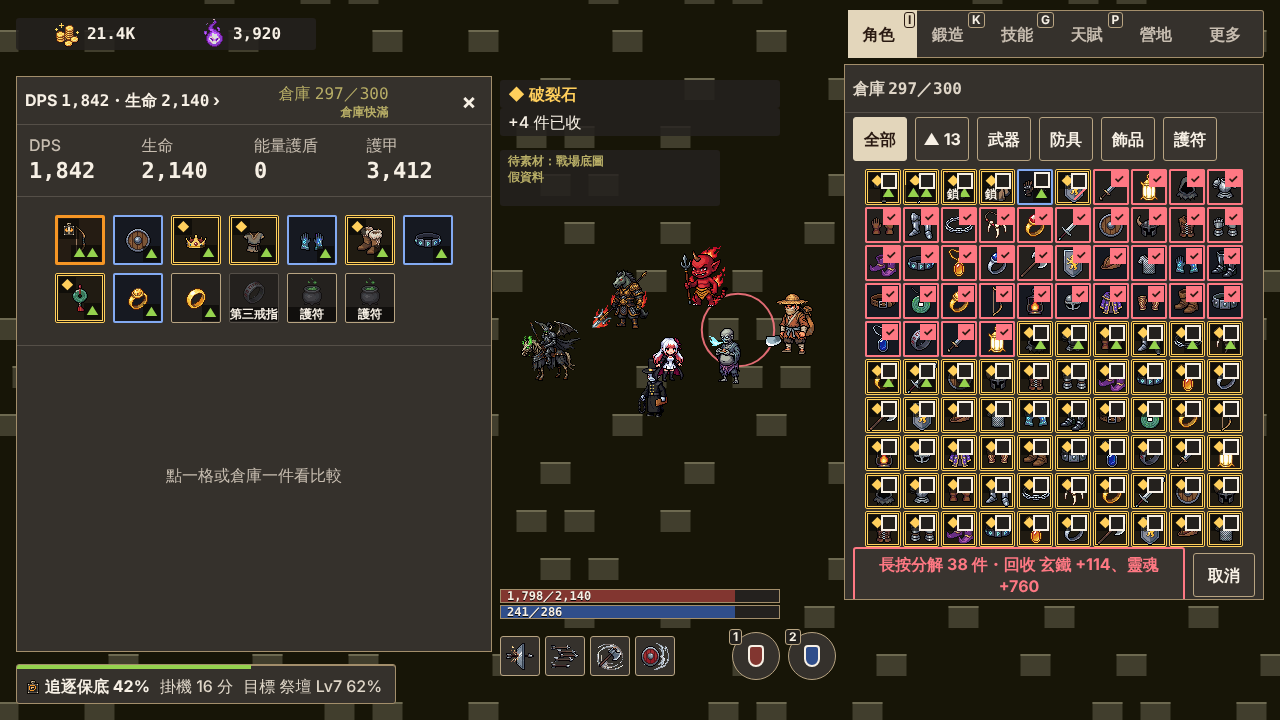 21.4K
3,920
角色 I
鍛造 K
技能 G
天賦 P
營地
更多
DPS 1,842・生命 2,140 ›
倉庫 297／300
倉庫快滿
×
DPS
1,842
生命
2,140
能量護盾
0
護甲
3,412
第三戒指
護符
護符
點一格或倉庫一件看比較
追逐保底 42% 掛機 16 分 目標 祭壇 Lv7 62%
破裂石
+4 件已收
待素材：戰場底圖
假資料
1,798／2,140
241／286
1
2
倉庫 297／300
全部
▲ 13
武器
防具
飾品
護符
鎖
鎖
長按分解 38 件・回收 玄鐵 +114、靈魂
+760
取消